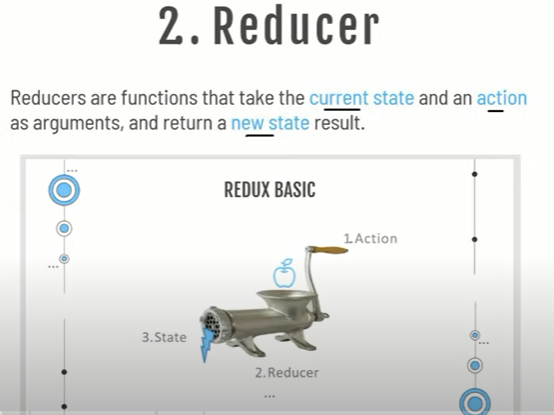 2. Reducer
Reducers are functions that take the current state and an action
as arguments, and return a new state result.
REDUX BASIC
1.Action
3.State
2.Reducer